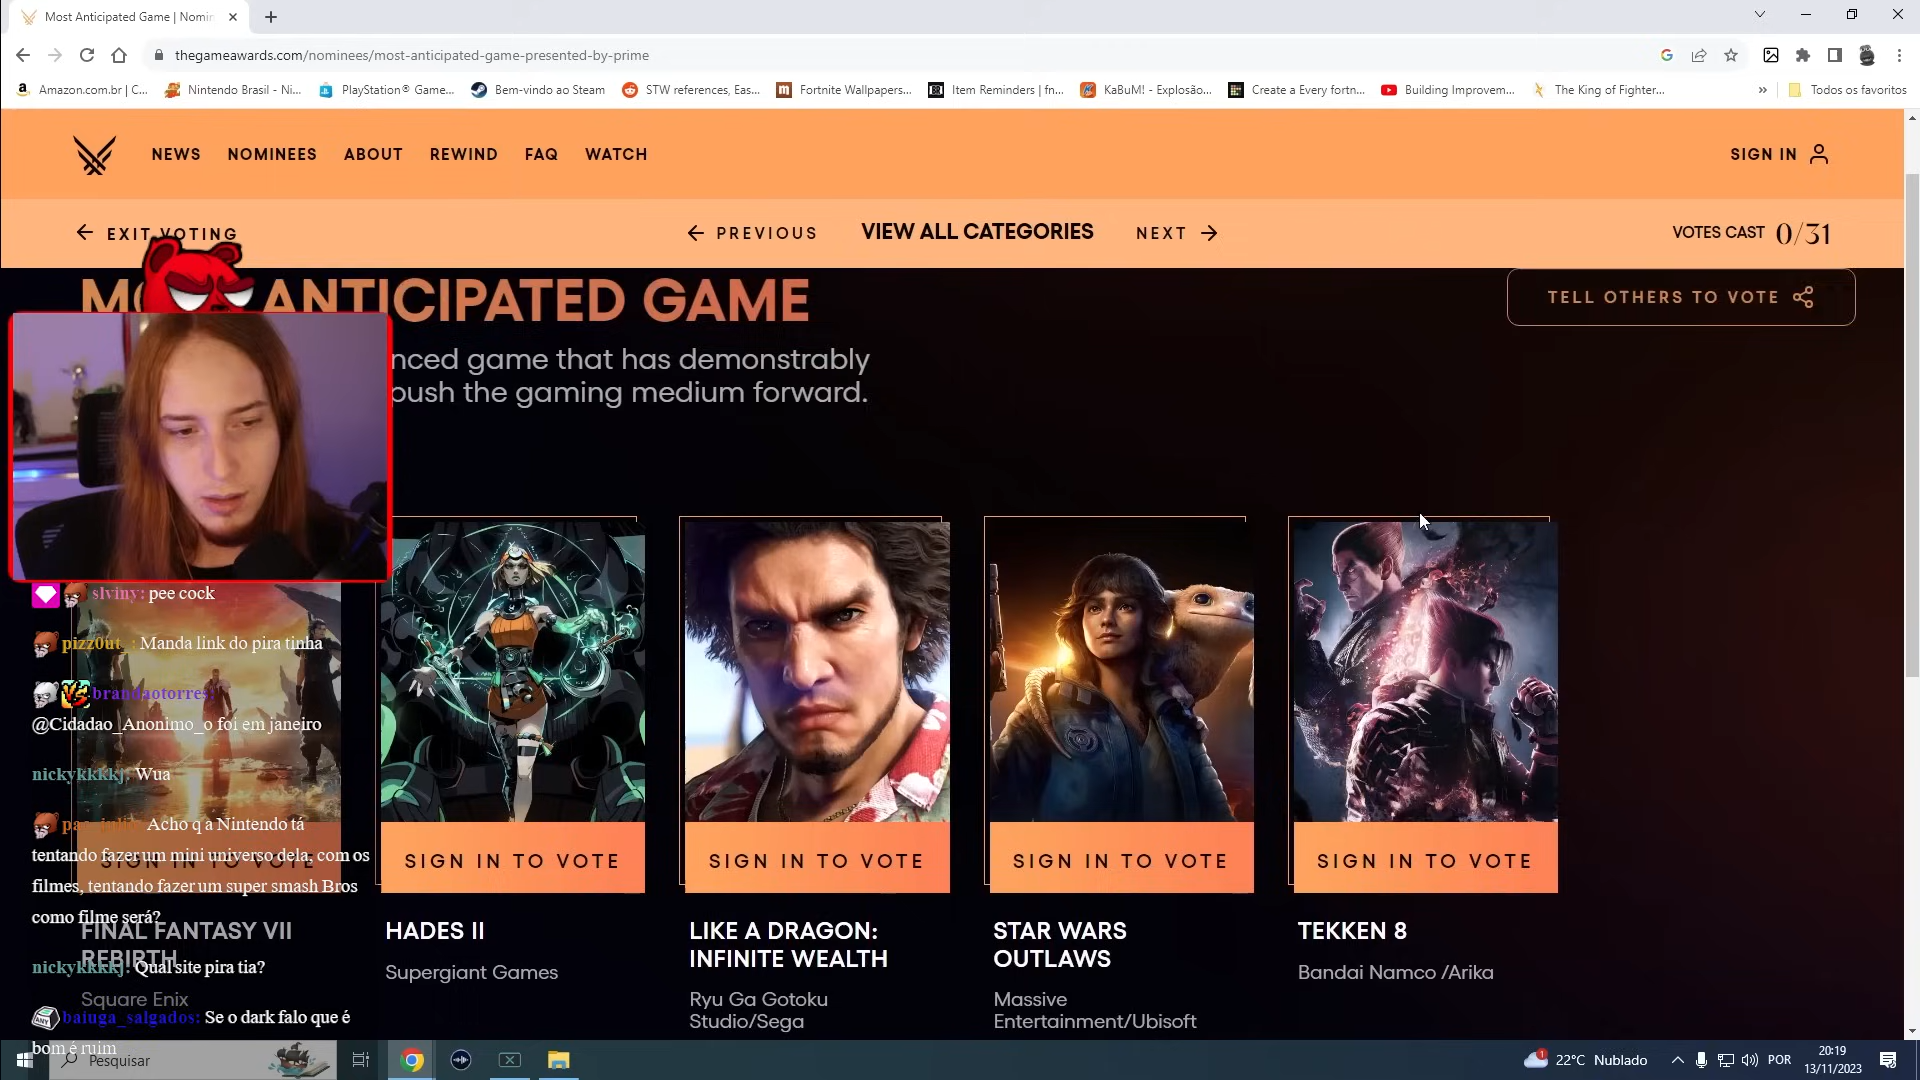 Most Anticipated Game | Nomin
thegameawards.com/nominees/most-anticipated-game-presented-by-prime
Amazon.com.br | C...
Nintendo Brasil - Ni...
PlayStation® Game...
Bem-vindo ao Steam
STW references, Eas...
Fortnite Wallpapers...
Item Reminders | fn...
KaBuM! - Explosão...
Create a Every fortn...
Building Improvem...
The King of Fighter...
»
Todos os favoritos
NEWS NOMINEES ABOUT REWIND FAQ WATCH
SIGN IN
EXIT VOTING
PREVIOUS VIEW ALL CATEGORIES NEXT
VOTES CAST 0/31
ANTICIPATED GAME
TELL OTHERS TO VOTE
nced game that has demonstrably
push the gaming medium forward.
slviny: pee cock
pizz0ut_: Manda link do pira tinha
brandaotorres:
@Cidadao_Anonimo_o foi em janeiro
nickykkkkj: Wua
Acho q a Nintendo tá
tentando fazer um mini universo dela, com os
filmes, tentando fazer um super smash Bros
como filme será?
nickykkkkj: Qual site pira tia?
baiuga_salgados: Se o dark falo que é
bom é ruim
SIGN IN TO VOTE
FINAL FANTASY VII
REBIRTH
Square Enix
SIGN IN TO VOTE
HADES II
Supergiant Games
SIGN IN TO VOTE
LIKE A DRAGON:
INFINITE WEALTH
Ryu Ga Gotoku
Studio/Sega
SIGN IN TO VOTE
STAR WARS
OUTLAWS
Massive
Entertainment/Ubisoft
SIGN IN TO VOTE
TEKKEN 8
Bandai Namco /Arika
Pesquisar
1
22°C Nublado
POR
20:19
13/11/2023